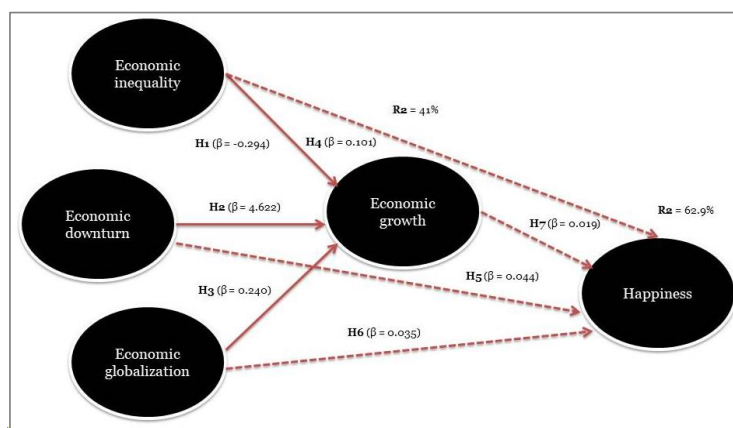 Economic
inequality
R2 = 41%
H1 (β = -0.294)
H4 (β = 0.101)
Economic
downturn
H2 (β = 4.622)
Economic
growth
R2 = 62.9%
H7 (β = 0.019)
H5 (β = 0.044)
H3 (β = 0.240)
Happiness
H6 (β = 0.035)
Economic
globalization